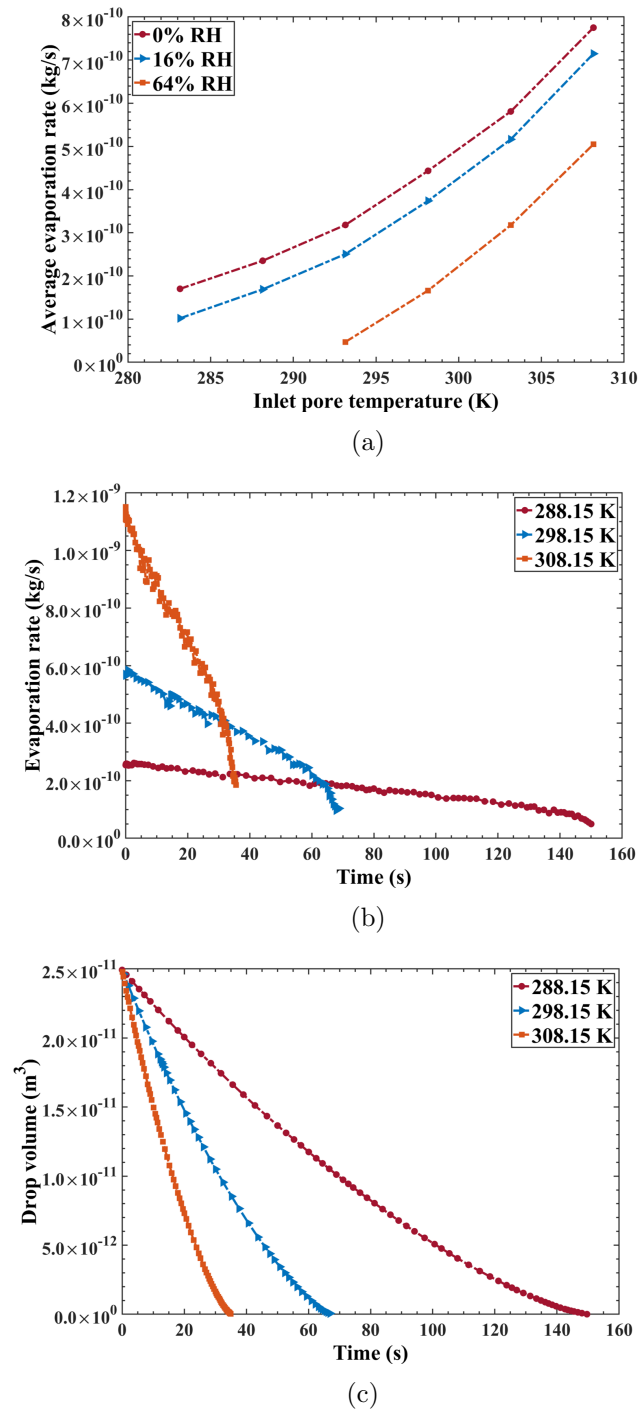 8×10⁻¹⁰
7×10⁻¹⁰
6×10⁻¹⁰
5×10⁻¹⁰
4×10⁻¹⁰
3×10⁻¹⁰
2×10⁻¹⁰
1×10⁻¹⁰
0×10⁰
Average evaporation rate (kg/s)
0% RH
16% RH
64% RH
280 285 290 295 300 305 310
Inlet pore temperature (K)
(a)
1.2×10⁻⁹
1.0×10⁻⁹
8.0×10⁻¹⁰
6.0×10⁻¹⁰
4.0×10⁻¹⁰
2.0×10⁻¹⁰
0.0×10⁰
Evaporation rate (kg/s)
288.15 K
298.15 K
308.15 K
0 20 40 60 80 100 120 140 160
Time (s)
(b)
2.5×10⁻¹¹
2.0×10⁻¹¹
1.5×10⁻¹¹
1.0×10⁻¹¹
5.0×10⁻¹²
0.0×10⁰
Drop volume (m³)
288.15 K
298.15 K
308.15 K
0 20 40 60 80 100 120 140 160
Time (s)
(c)